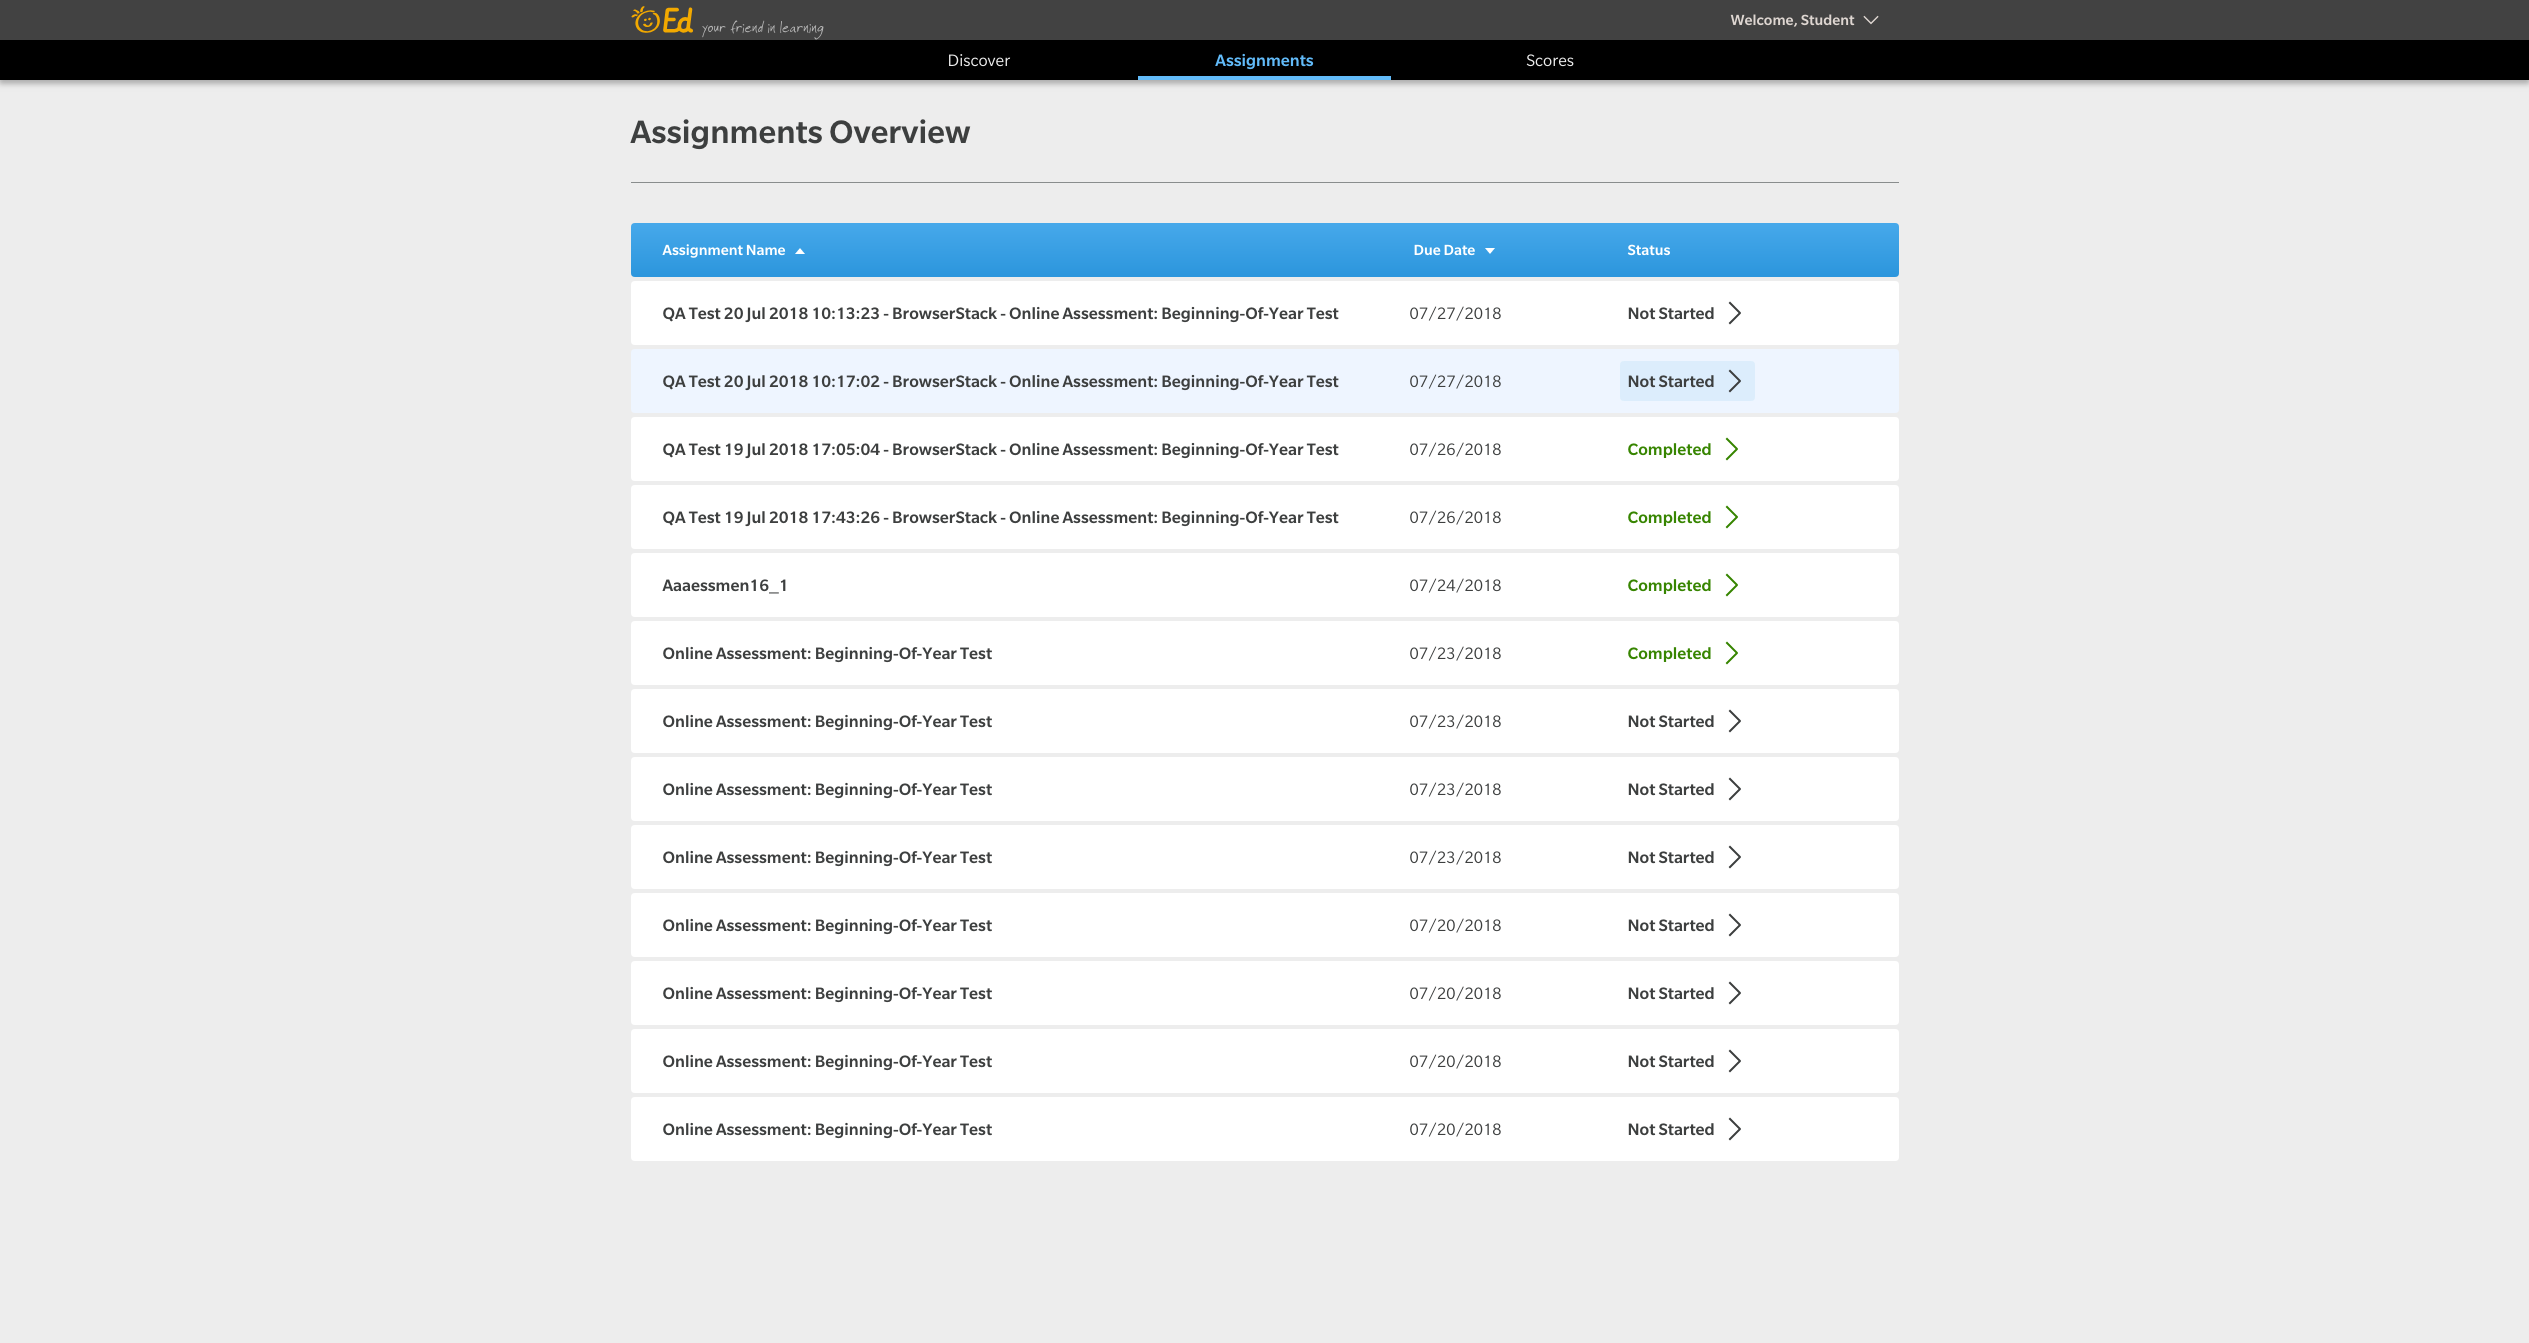 Ed your friend in learning
Welcome, Student
Discover
Assignments
Scores
Assignments Overview
Assignment Name
Due Date
Status
QA Test 20 Jul 2018 10:13:23 - BrowserStack - Online Assessment: Beginning-Of-Year Test 07/27/2018 Not Started
QA Test 20 Jul 2018 10:17:02 - BrowserStack - Online Assessment: Beginning-Of-Year Test 07/27/2018 Not Started
QA Test 19 Jul 2018 17:05:04 - BrowserStack - Online Assessment: Beginning-Of-Year Test 07/26/2018 Completed
QA Test 19 Jul 2018 17:43:26 - BrowserStack - Online Assessment: Beginning-Of-Year Test 07/26/2018 Completed
Aaaessmen16_1 07/24/2018 Completed
Online Assessment: Beginning-Of-Year Test 07/23/2018 Completed
Online Assessment: Beginning-Of-Year Test 07/23/2018 Not Started
Online Assessment: Beginning-Of-Year Test 07/23/2018 Not Started
Online Assessment: Beginning-Of-Year Test 07/23/2018 Not Started
Online Assessment: Beginning-Of-Year Test 07/20/2018 Not Started
Online Assessment: Beginning-Of-Year Test 07/20/2018 Not Started
Online Assessment: Beginning-Of-Year Test 07/20/2018 Not Started
Online Assessment: Beginning-Of-Year Test 07/20/2018 Not Started